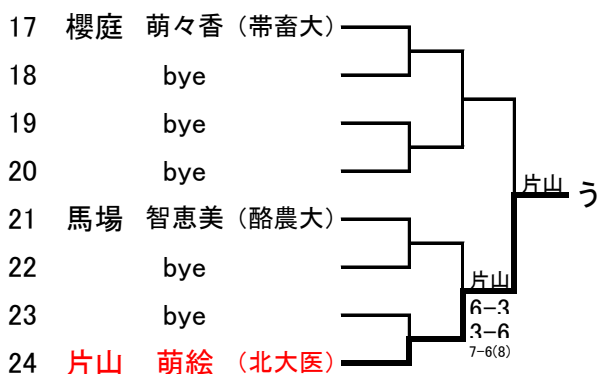 17 櫻庭 萌々香 (帯畜大)
18 bye
19 bye
20 bye
片山 う
21 馬場 智恵美 (酪農大)
22 bye
片山
6-3
23 bye
3-6
7-6(8)
24 片山 萌絵 (北大医)